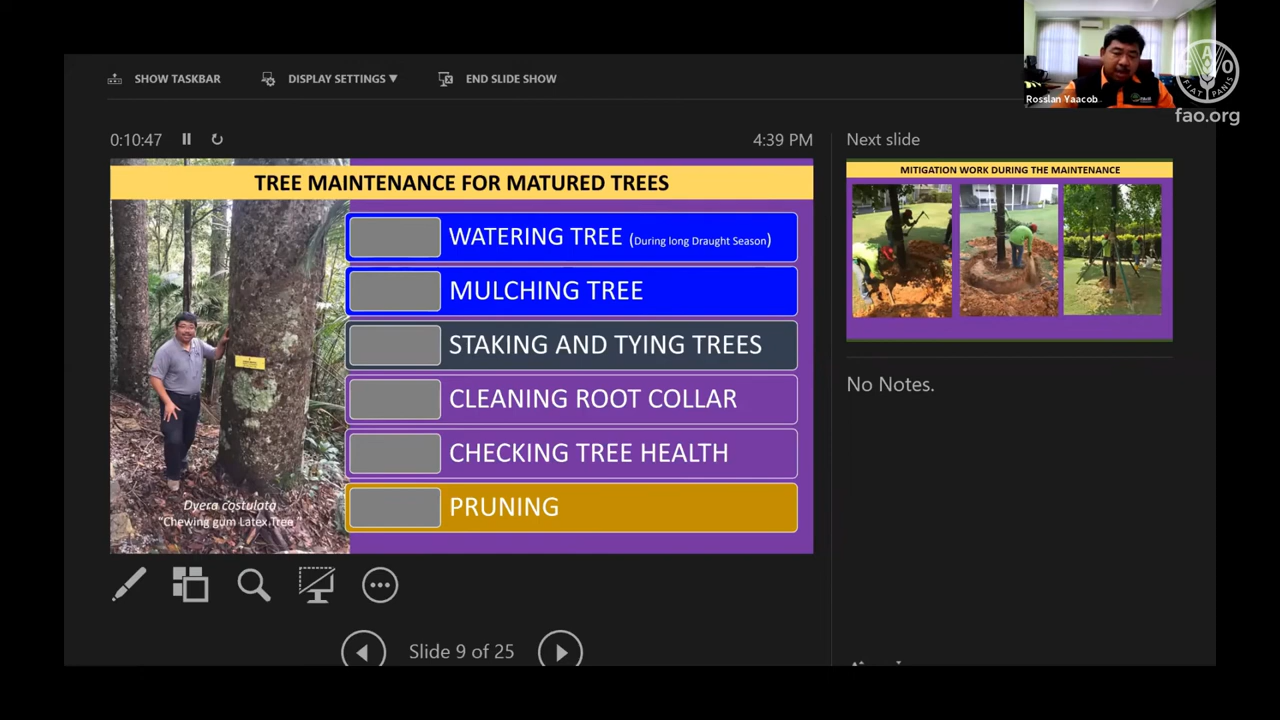 SHOW TASKBAR
DISPLAY SETTINGS ▼
END SLIDE SHOW
Rosslan Yaacob
FAO
FIAT PANIS
fao.org
0:10:47
4:39 PM
TREE MAINTENANCE FOR MATURED TREES
WATERING TREE (During long Draught Season)
MULCHING TREE
STAKING AND TYING TREES
CLEANING ROOT COLLAR
CHECKING TREE HEALTH
PRUNING
Dyera costulata
"Chewing gum Latex Tree"
Next slide
MITIGATION WORK DURING THE MAINTENANCE
No Notes.
Slide 9 of 25